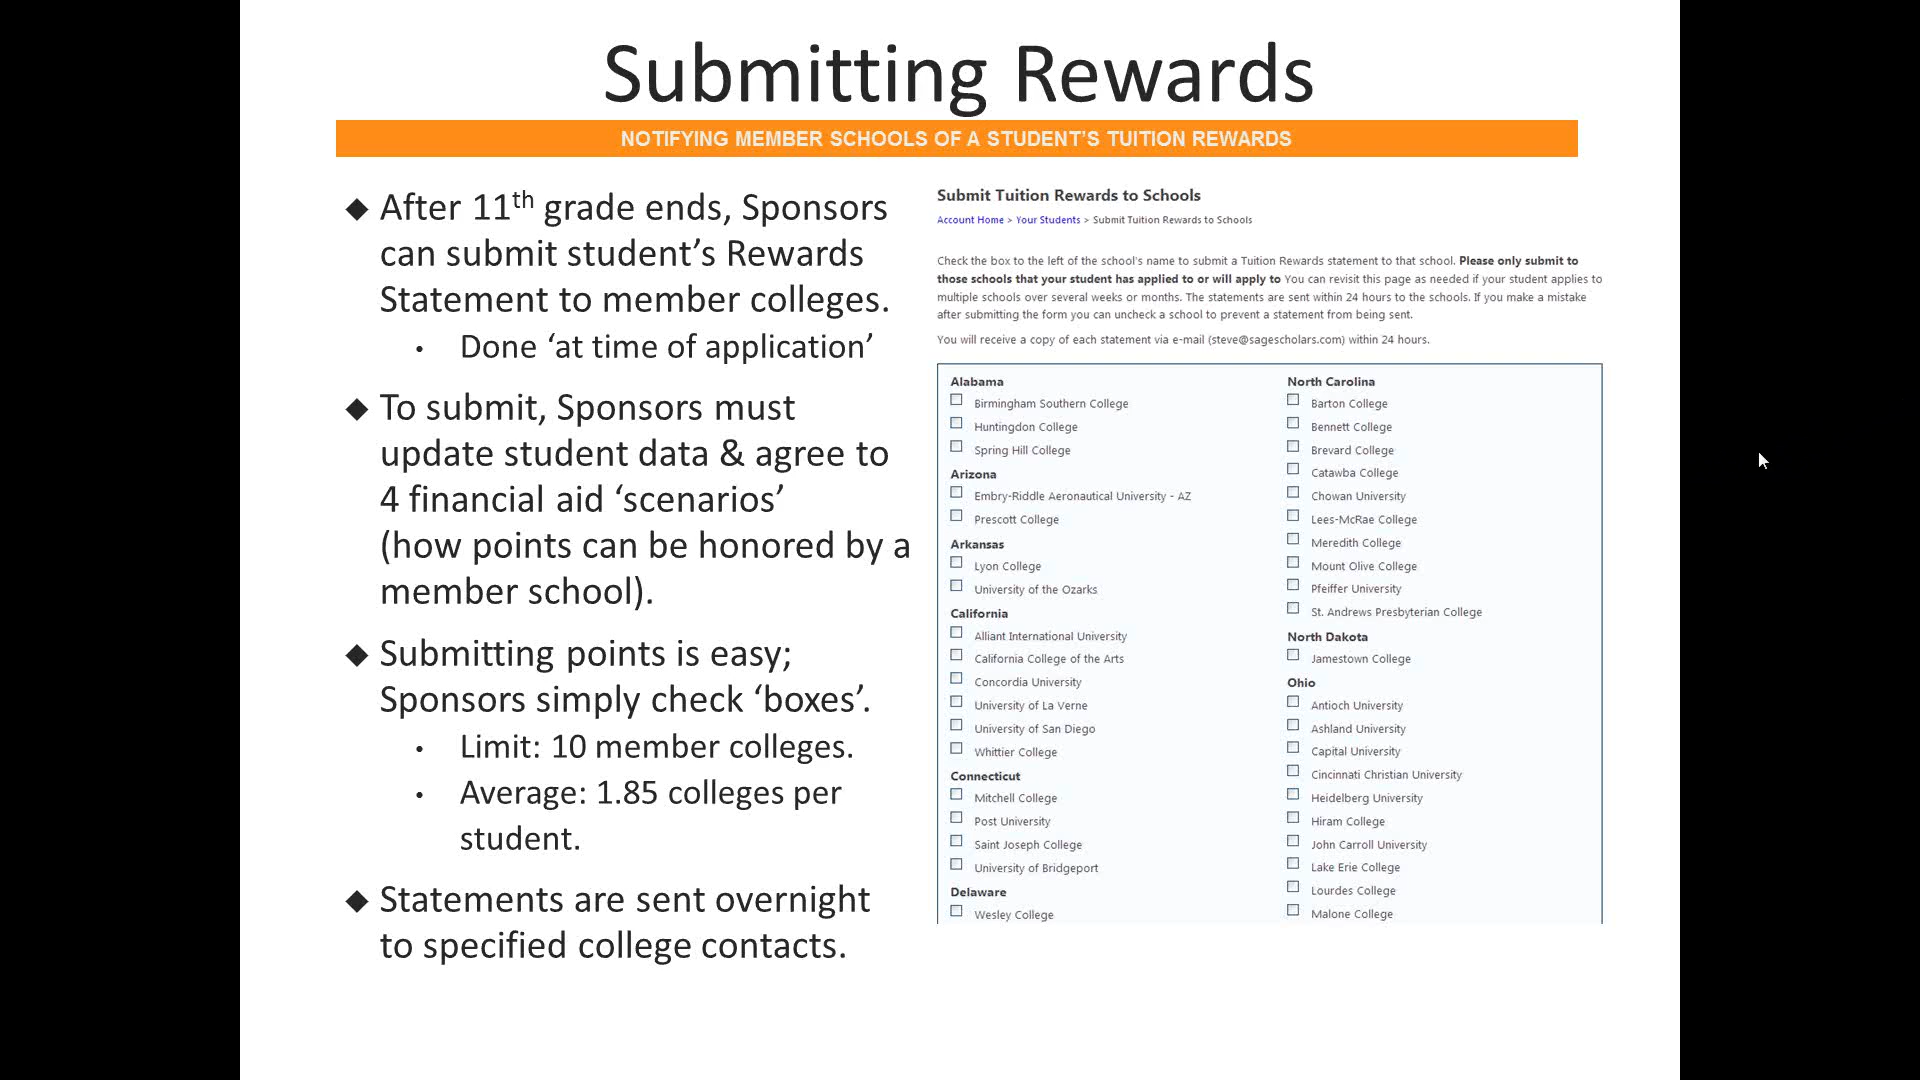 Submitting Rewards
NOTIFYING MEMBER SCHOOLS OF A STUDENT'S TUITION REWARDS
◆ After 11th grade ends, Sponsors
can submit student's Rewards
Statement to member colleges.
• Done 'at time of application'
◆ To submit, Sponsors must
update student data & agree to
4 financial aid 'scenarios'
(how points can be honored by a
member school).
◆ Submitting points is easy;
Sponsors simply check 'boxes'.
• Limit: 10 member colleges.
• Average: 1.85 colleges per
student.
◆ Statements are sent overnight
to specified college contacts.
Submit Tuition Rewards to Schools
Account Home > Your Students > Submit Tuition Rewards to Schools
Check the box to the left of the school's name to submit a Tuition Rewards statement to that school. Please only submit to
those schools that your student has applied to or will apply to You can revisit this page as needed if your student applies to
multiple schools over several weeks or months. The statements are sent within 24 hours to the schools. If you make a mistake
after submitting the form you can uncheck a school to prevent a statement from being sent.
You will receive a copy of each statement via e-mail (steve@sagescholars.com) within 24 hours.
Alabama
Birmingham Southern College
Huntingdon College
Spring Hill College
Arizona
Embry-Riddle Aeronautical University - AZ
Prescott College
Arkansas
Lyon College
University of the Ozarks
California
Alliant International University
California College of the Arts
Concordia University
University of La Verne
University of San Diego
Whittier College
Connecticut
Mitchell College
Post University
Saint Joseph College
University of Bridgeport
Delaware
Wesley College
North Carolina
Barton College
Bennett College
Brevard College
Catawba College
Chowan University
Lees-McRae College
Meredith College
Mount Olive College
Pfeiffer University
St. Andrews Presbyterian College
North Dakota
Jamestown College
Ohio
Antioch University
Ashland University
Capital University
Cincinnati Christian University
Heidelberg University
Hiram College
John Carroll University
Lake Erie College
Lourdes College
Malone College